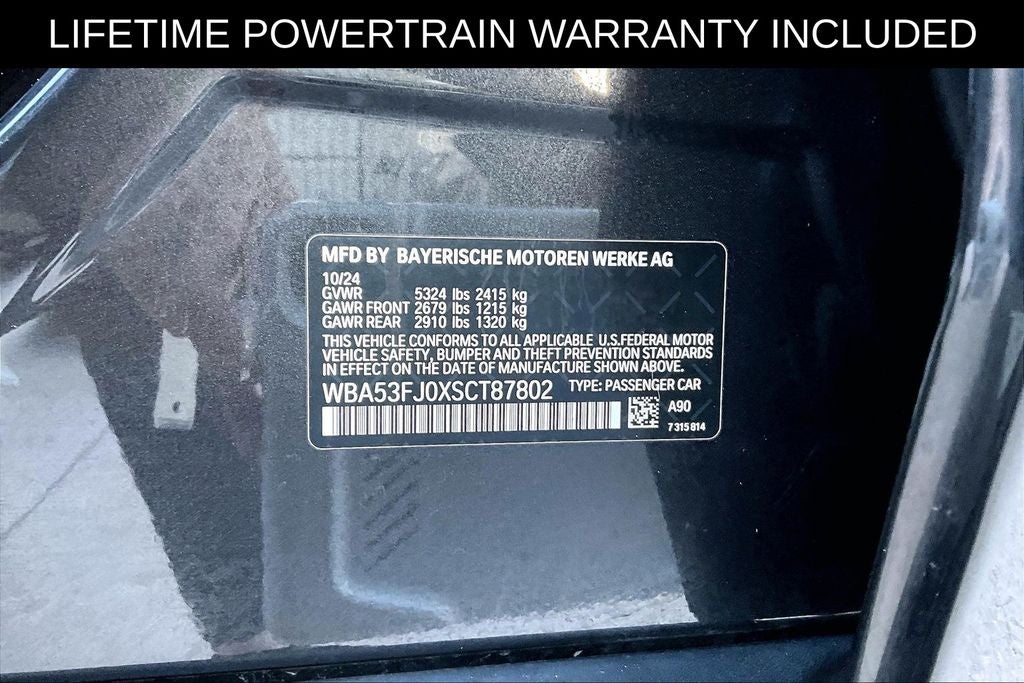 LIFETIME POWERTRAIN WARRANTY INCLUDED
MFD BY BAYERISCHE MOTOREN WERKE AG
10/24
GVWR 5324 lbs 2415 kg
GAWR FRONT 2679 lbs 1215 kg
GAWR REAR 2910 lbs 1320 kg
THIS VEHICLE CONFORMS TO ALL APPLICABLE U.S.FEDERAL MOTOR
VEHICLE SAFETY, BUMPER AND THEFT PREVENTION STANDARDS
IN EFFECT ON THE DATE OF MANUFACTURE SHOWN ABOVE.
WBA53FJ0XSCT87802 TYPE: PASSENGER CAR
A90
7315814